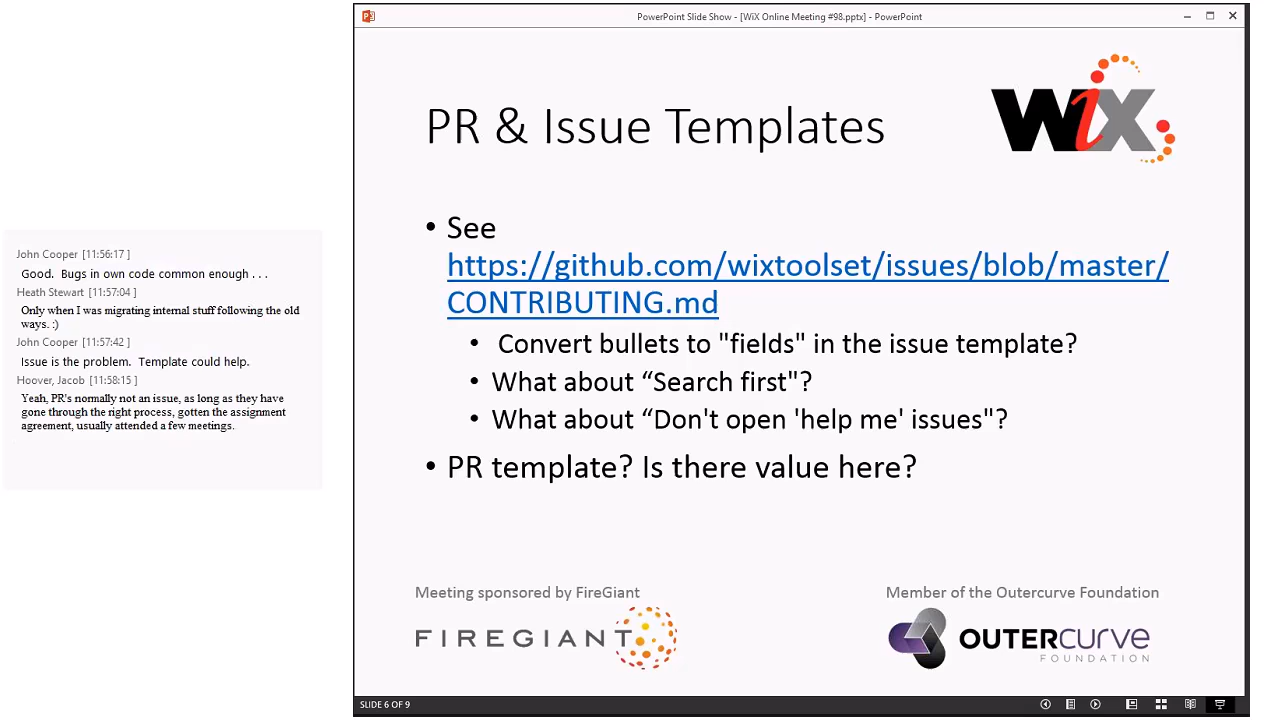 PowerPoint Slide Show - [WiX Online Meeting #98.pptx] - PowerPoint
WiX
PR & Issue Templates
• See
https://github.com/wixtoolset/issues/blob/master/
CONTRIBUTING.md
• Convert bullets to "fields" in the issue template?
• What about “Search first"?
• What about “Don't open 'help me' issues"?
• PR template? Is there value here?
John Cooper [11:56:17 ]
Good. Bugs in own code common enough . . .
Heath Stewart [11:57:04 ]
Only when I was migrating internal stuff following the old
ways. :)
John Cooper [11:57:42 ]
Issue is the problem. Template could help.
Hoover, Jacob [11:58:15 ]
Yeah, PR's normally not an issue, as long as they have
gone through the right process, gotten the assignment
agreement, usually attended a few meetings.
Meeting sponsored by FireGiant
FIREGIANT
Member of the Outercurve Foundation
OUTERCURVE
FOUNDATION
SLIDE 6 OF 9